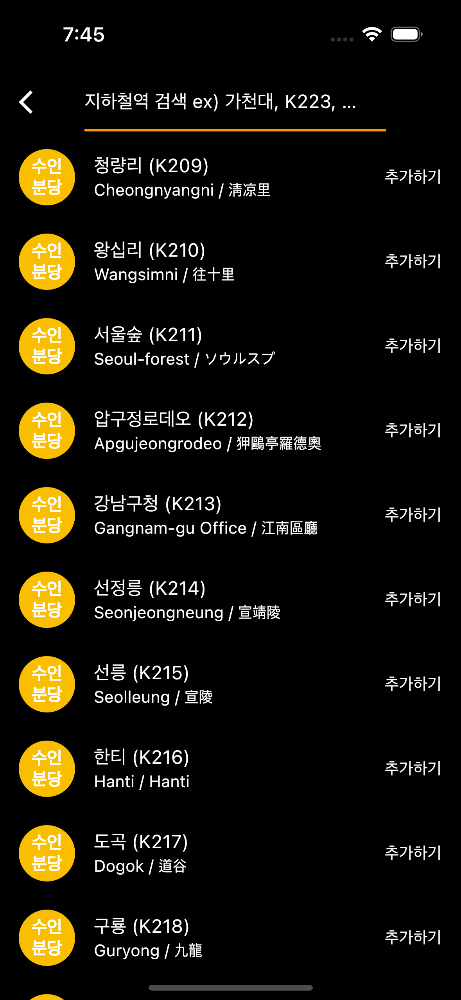 7:45
지하철역 검색 ex) 가천대, K223, ...
수인
분당
청량리 (K209)
Cheongnyangni / 淸凉里
추가하기
수인
분당
왕십리 (K210)
Wangsimni / 往十里
추가하기
수인
분당
서울숲 (K211)
Seoul-forest / ソウルスプ
추가하기
수인
분당
압구정로데오 (K212)
Apgujeongrodeo / 狎鷗亭羅德奧
추가하기
수인
분당
강남구청 (K213)
Gangnam-gu Office / 江南區廳
추가하기
수인
분당
선정릉 (K214)
Seonjeongneung / 宣靖陵
추가하기
수인
분당
선릉 (K215)
Seolleung / 宣陵
추가하기
수인
분당
한티 (K216)
Hanti / Hanti
추가하기
수인
분당
도곡 (K217)
Dogok / 道谷
추가하기
수인
분당
구룡 (K218)
Guryong / 九龍
추가하기